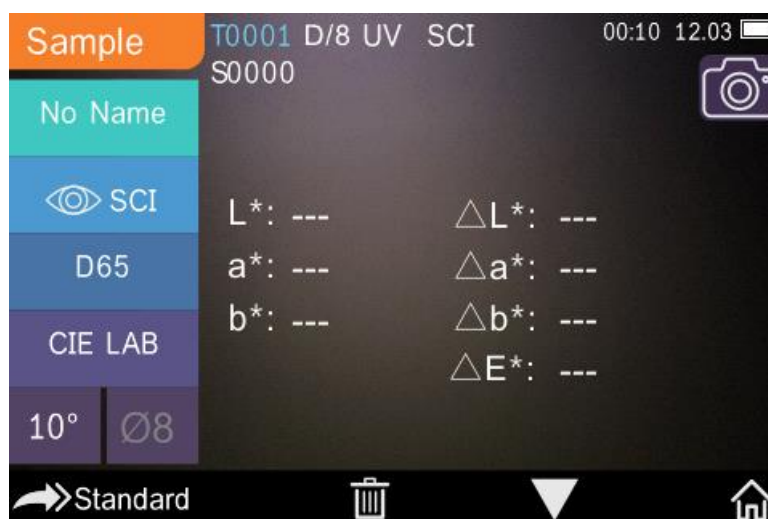 Sample
T0001 D/8 UV SCI 00:10 12.03
S0000
No Name
SCI
D65
CIE LAB
10° Ø8
L*: --- △L*: ---
a*: --- △a*: ---
b*: --- △b*: ---
△E*: ---
Standard